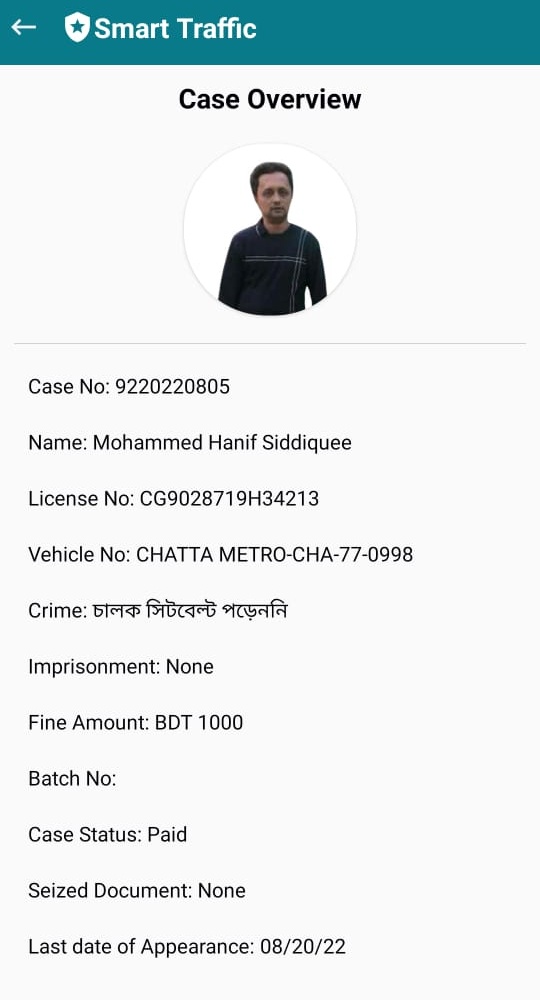 Smart Traffic
Case Overview
Case No: 9220220805
Name: Mohammed Hanif Siddiquee
License No: CG9028719H34213
Vehicle No: CHATTA METRO-CHA-77-0998
Crime: চালক সিটবেল্ট পড়েননি
Imprisonment: None
Fine Amount: BDT 1000
Batch No:
Case Status: Paid
Seized Document: None
Last date of Appearance: 08/20/22